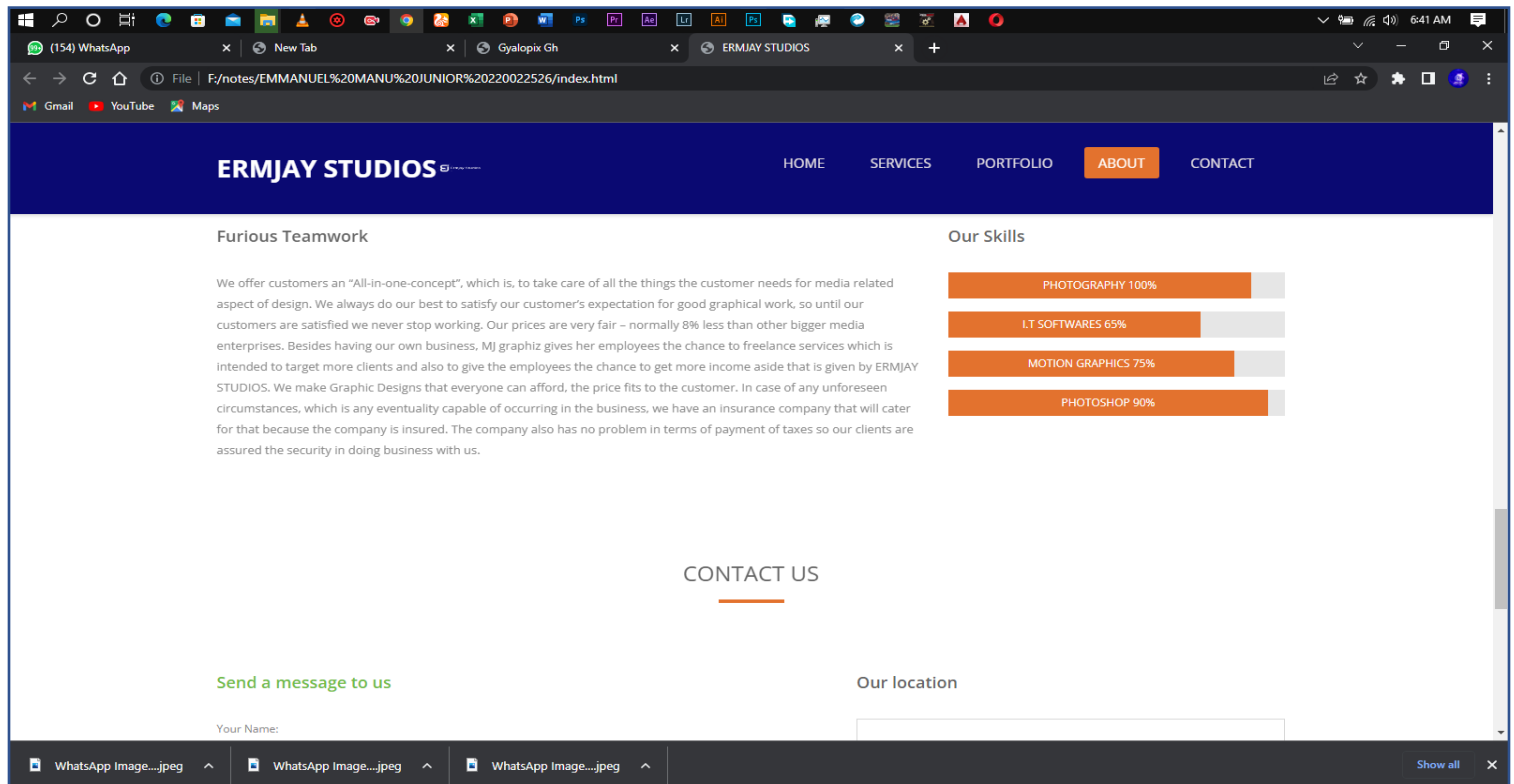 6:41 AM
99+ (154) WhatsApp
New Tab
Gyalopix Gh
ERMJAY STUDIOS
File F:/notes/EMMANUEL%20MANU%20JUNIOR%20220022526/index.html
Gmail YouTube Maps
ERMJAY STUDIOS
HOME SERVICES PORTFOLIO ABOUT CONTACT
Furious Teamwork
We offer customers an “All-in-one-concept”, which is, to take care of all the things the customer needs for media related
aspect of design. We always do our best to satisfy our customer’s expectation for good graphical work, so until our
customers are satisfied we never stop working. Our prices are very fair – normally 8% less than other bigger media
enterprises. Besides having our own business, MJ graphiz gives her employees the chance to freelance services which is
intended to target more clients and also to give the employees the chance to get more income aside that is given by ERMJAY
STUDIOS. We make Graphic Designs that everyone can afford, the price fits to the customer. In case of any unforeseen
circumstances, which is any eventuality capable of occurring in the business, we have an insurance company that will cater
for that because the company is insured. The company also has no problem in terms of payment of taxes so our clients are
assured the security in doing business with us.
Our Skills
PHOTOGRAPHY 100%
I.T SOFTWARES 65%
MOTION GRAPHICS 75%
PHOTOSHOP 90%
CONTACT US
Send a message to us
Your Name:
Our location
WhatsApp Image....jpeg
WhatsApp Image....jpeg
WhatsApp Image....jpeg
Show all